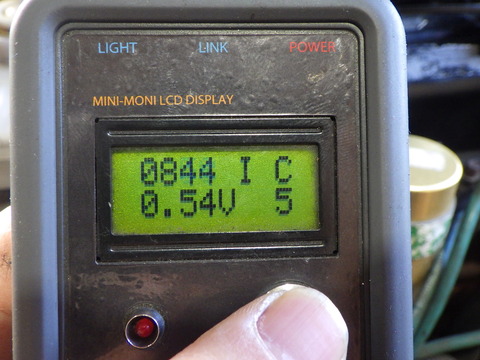 LIGHT LINK POWER
MINI-MONI LCD DISPLAY
0844 I C
0.54V 5